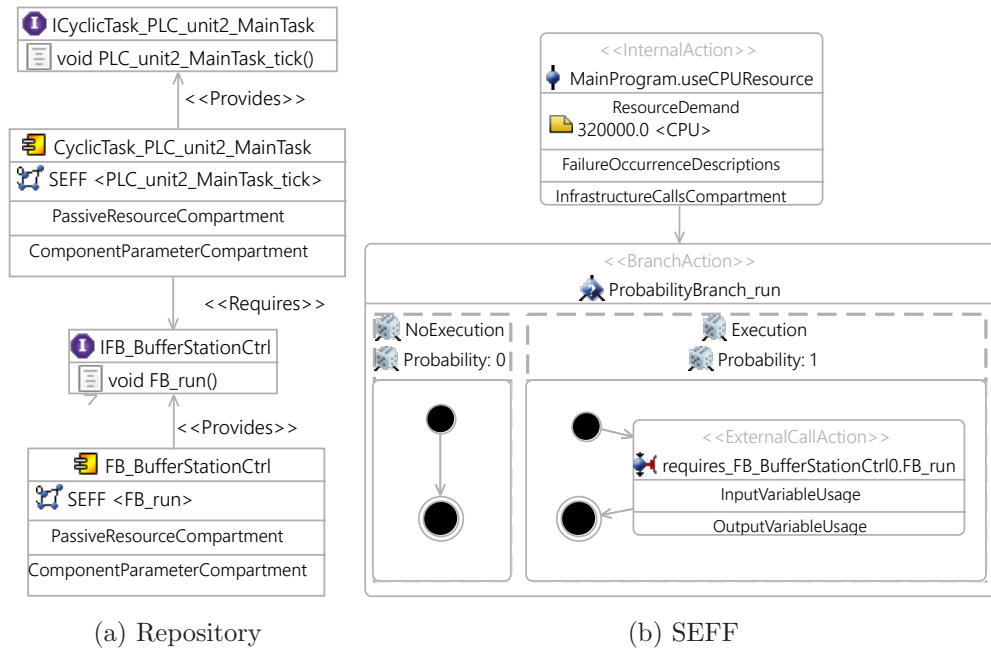 ICyclicTask_PLC_unit2_MainTask
void PLC_unit2_MainTask_tick()
<<Provides>>
CyclicTask_PLC_unit2_MainTask
SEFF <PLC_unit2_MainTask_tick>
PassiveResourceCompartment
ComponentParameterCompartment
<<Requires>>
IFB_BufferStationCtrl
void FB_run()
<<Provides>>
FB_BufferStationCtrl
SEFF <FB_run>
PassiveResourceCompartment
ComponentParameterCompartment
(a) Repository
<<InternalAction>>
MainProgram.useCPUResource
ResourceDemand
320000.0 <CPU>
FailureOccurrenceDescriptions
InfrastructureCallsCompartment
<<BranchAction>>
ProbabilityBranch_run
NoExecution
Probability: 0
Execution
Probability: 1
<<ExternalCallAction>>
requires_FB_BufferStationCtrl0.FB_run
InputVariableUsage
OutputVariableUsage
(b) SEFF